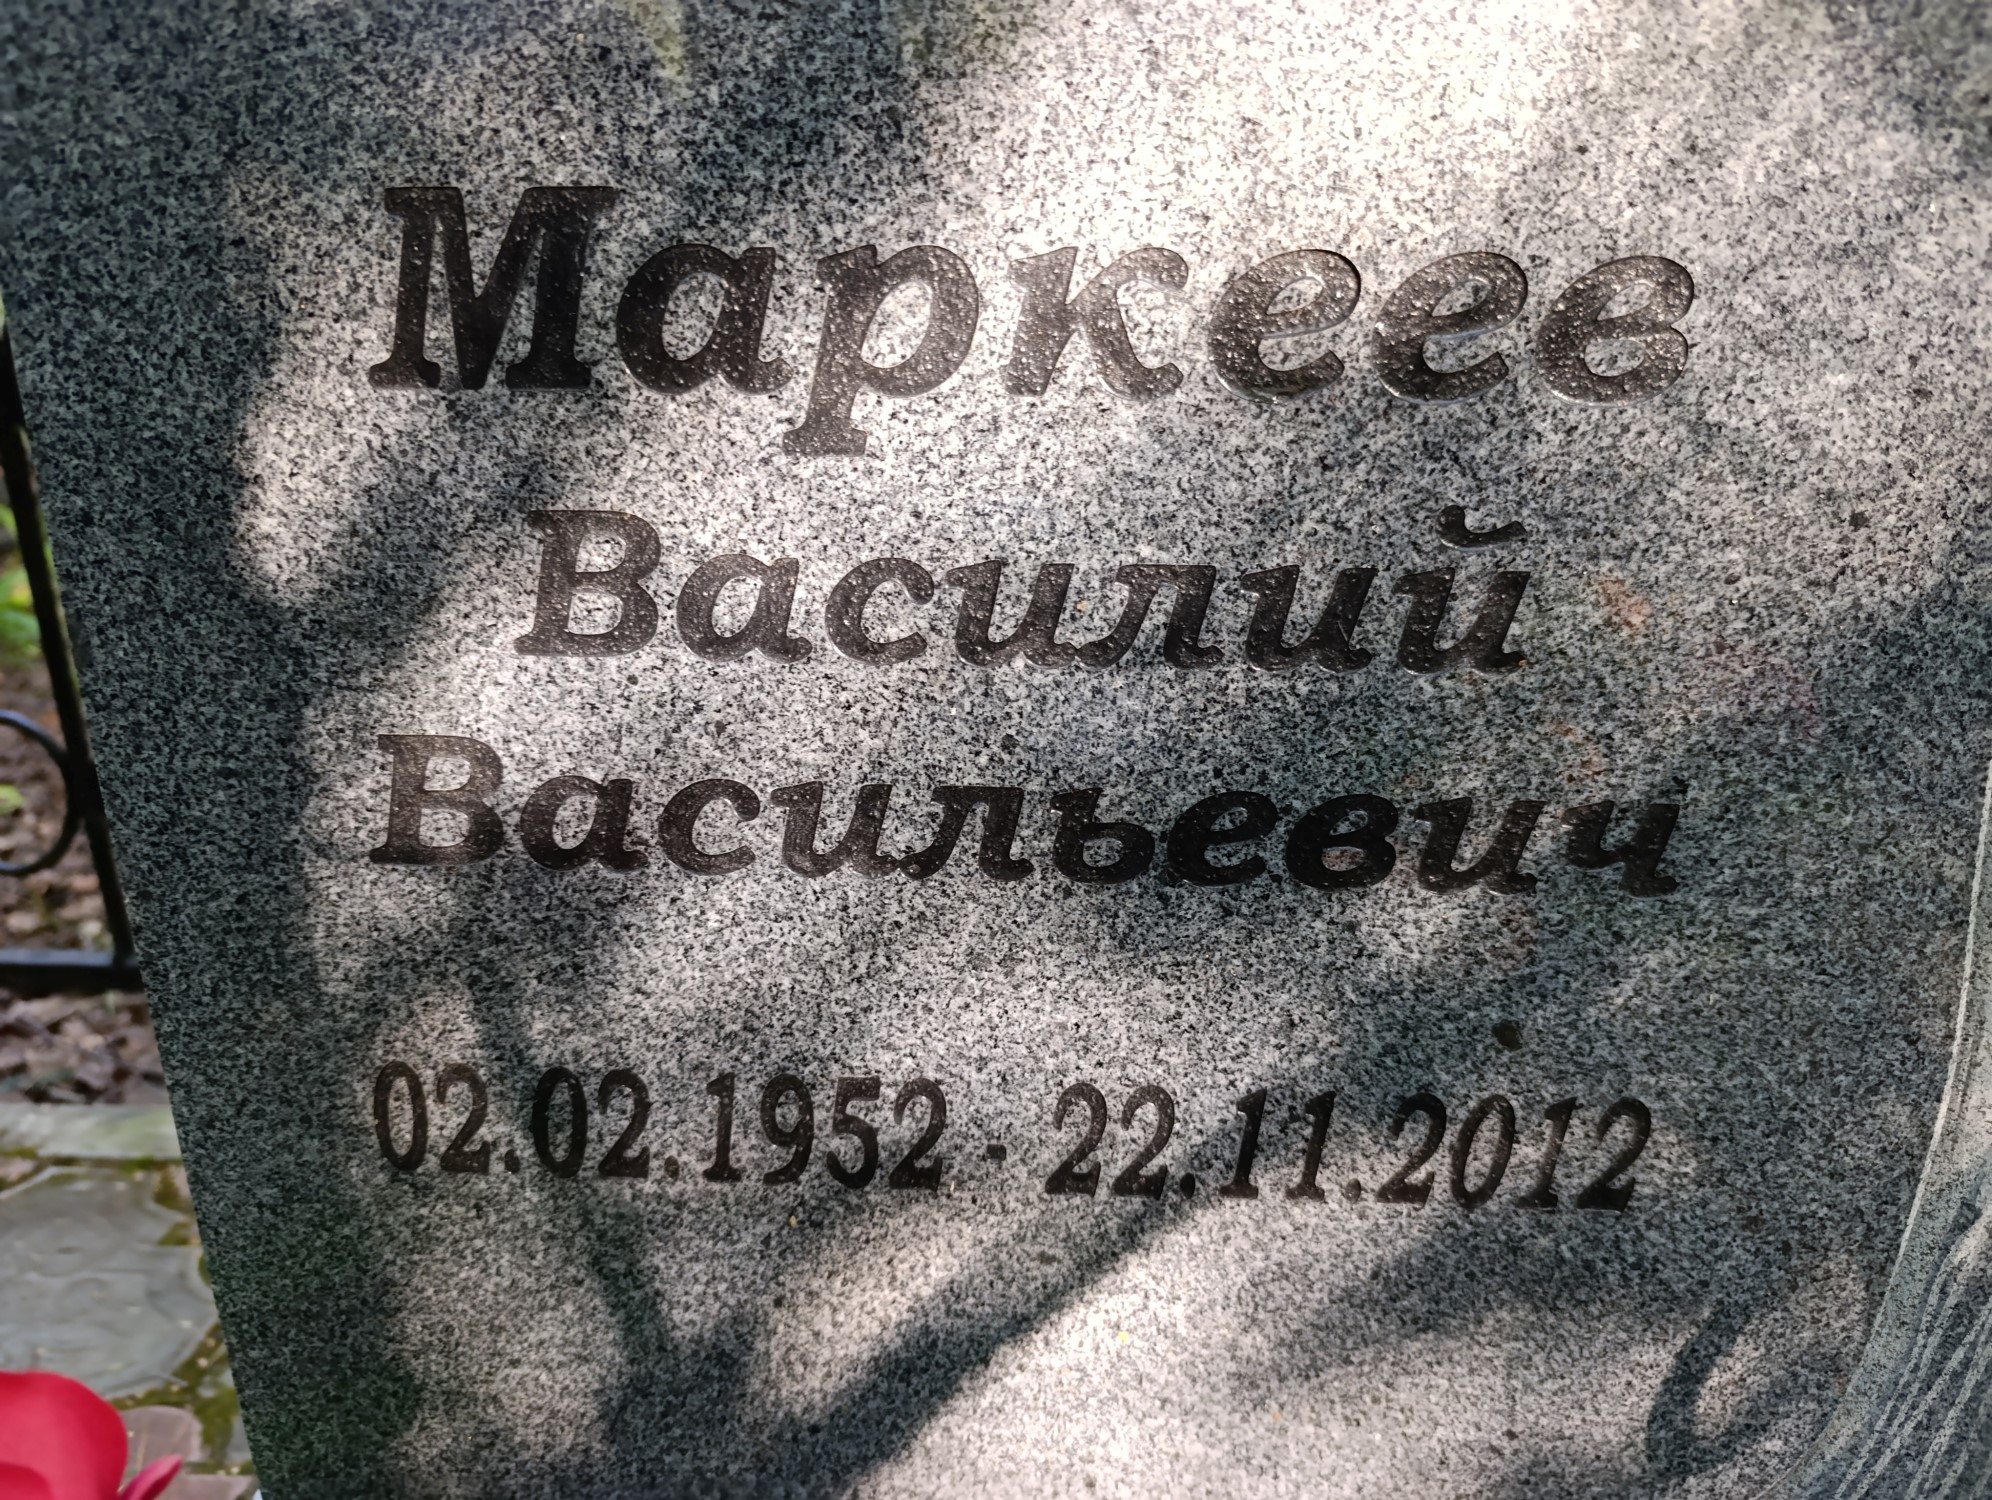 Маркеев
Василий
Васильевич
02.02.1952 - 22.11.2012